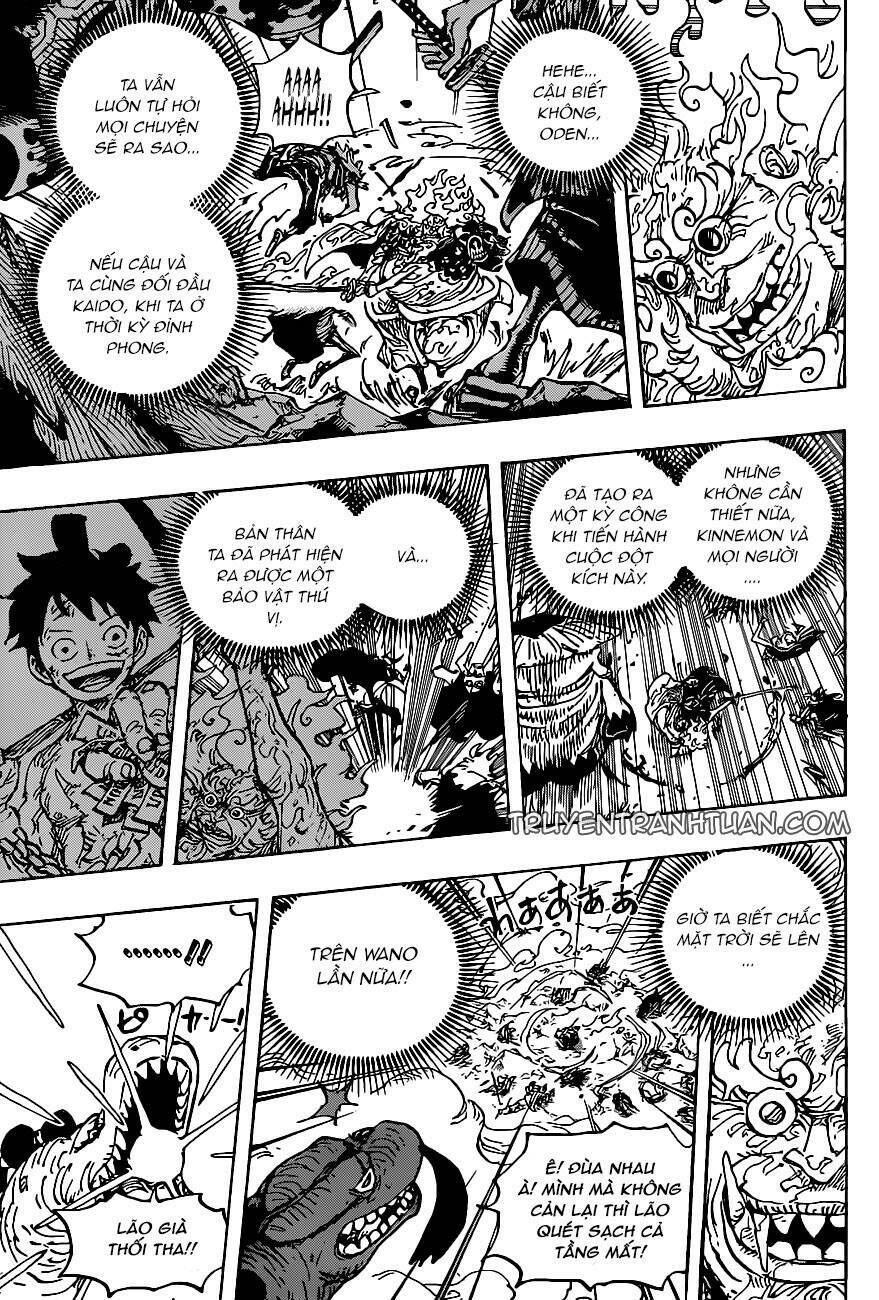 HEHE...
CẬU BIẾT
KHÔNG,
ODEN...
AAAA
AHHH!!
TA VẪN
LUÔN TỰ HỎI
MỌI CHUYỆN
SẼ RA SAO...
NẾU CẬU VÀ
TA CÙNG ĐỐI ĐẦU
KAIDO, KHI TA Ở
THỜI KỲ ĐỈNH
PHONG.
NHƯNG
KHÔNG CẦN
THIẾT NỮA,
KINNEMON VÀ
MỌI NGƯỜI
....
ĐÃ TẠO RA
MỘT KỲ CÔNG
KHI TIẾN HÀNH
CUỘC ĐỘT
KÍCH NÀY.
VÀ...
BẢN THÂN
TA ĐÃ PHÁT HIỆN
RA ĐƯỢC MỘT
BẢO VẬT THÚ
VỊ.
TRUYENTRANHTUAN.COM
GIỜ TA BIẾT CHẮC
MẶT TRỜI SẼ LÊN
...
わああああ
TRÊN WANO
LẦN NỮA!!
Ê! ĐÙA NHAU
À! MÌNH MÀ KHÔNG
CẢN LẠI THÌ LÃO
QUÉT SẠCH CẢ
TẦNG MẤT!
.......!!
LÃO GIÀ
THỐI THA!!